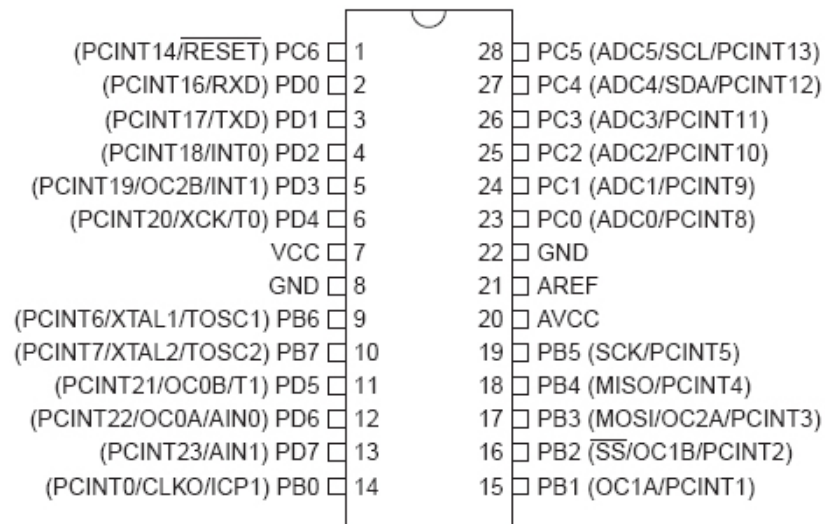 (PCINT14/RESET) PC6 1 28 PC5 (ADC5/SCL/PCINT13)
(PCINT16/RXD) PD0 2 27 PC4 (ADC4/SDA/PCINT12)
(PCINT17/TXD) PD1 3 26 PC3 (ADC3/PCINT11)
(PCINT18/INT0) PD2 4 25 PC2 (ADC2/PCINT10)
(PCINT19/OC2B/INT1) PD3 5 24 PC1 (ADC1/PCINT9)
(PCINT20/XCK/T0) PD4 6 23 PC0 (ADC0/PCINT8)
VCC 7 22 GND
GND 8 21 AREF
(PCINT6/XTAL1/TOSC1) PB6 9 20 AVCC
(PCINT7/XTAL2/TOSC2) PB7 10 19 PB5 (SCK/PCINT5)
(PCINT21/OC0B/T1) PD5 11 18 PB4 (MISO/PCINT4)
(PCINT22/OC0A/AIN0) PD6 12 17 PB3 (MOSI/OC2A/PCINT3)
(PCINT23/AIN1) PD7 13 16 PB2 (SS/OC1B/PCINT2)
(PCINT0/CLKO/ICP1) PB0 14 15 PB1 (OC1A/PCINT1)